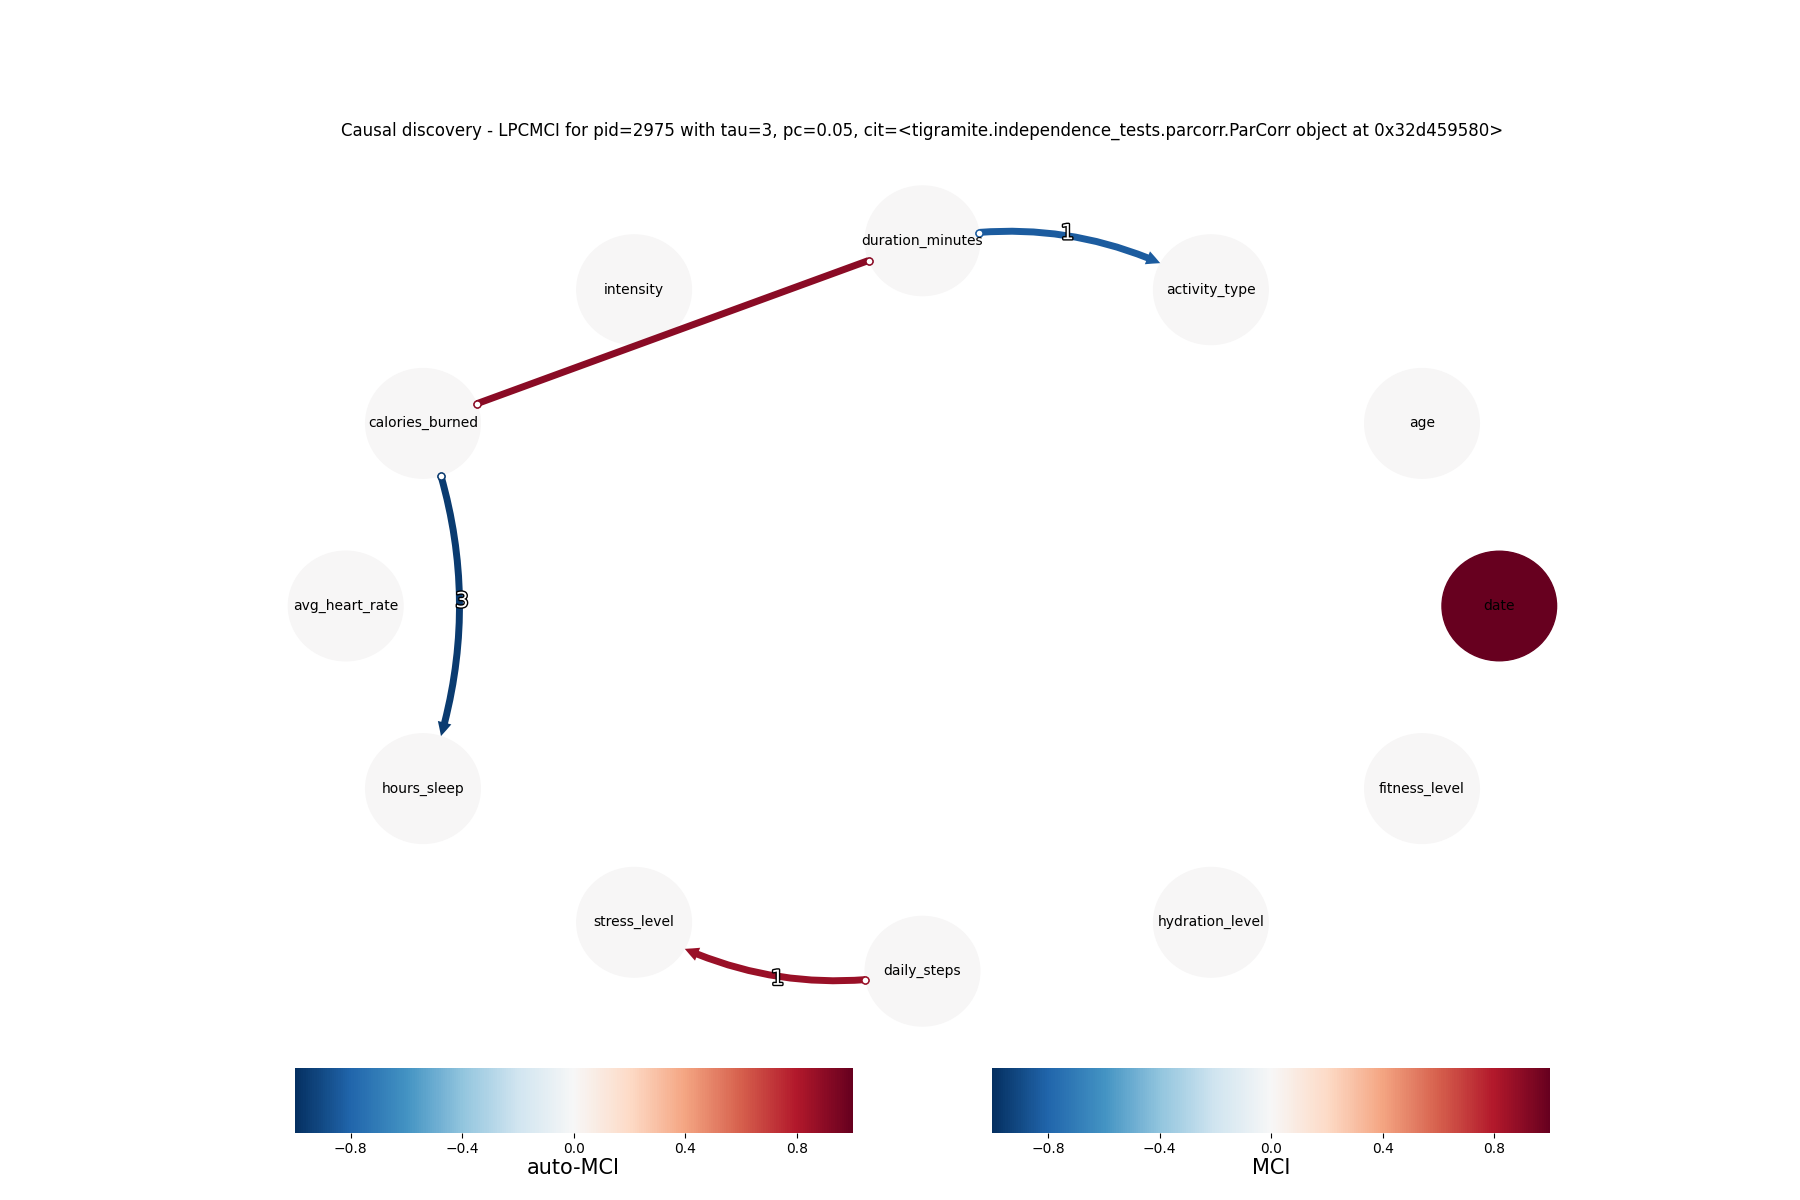 Causal discovery - LPCMCI for pid=2975 with tau=3, pc=0.05, cit=<tigramite.independence_tests.parcorr.ParCorr object at 0x32d459580>
duration_minutes
1
intensity
activity_type
calories_burned
age
3
avg_heart_rate
date
hours_sleep
fitness_level
stress_level
hydration_level
1
daily_steps
−0.8 −0.4 0.0 0.4 0.8
auto-MCI
−0.8 −0.4 0.0 0.4 0.8
MCI